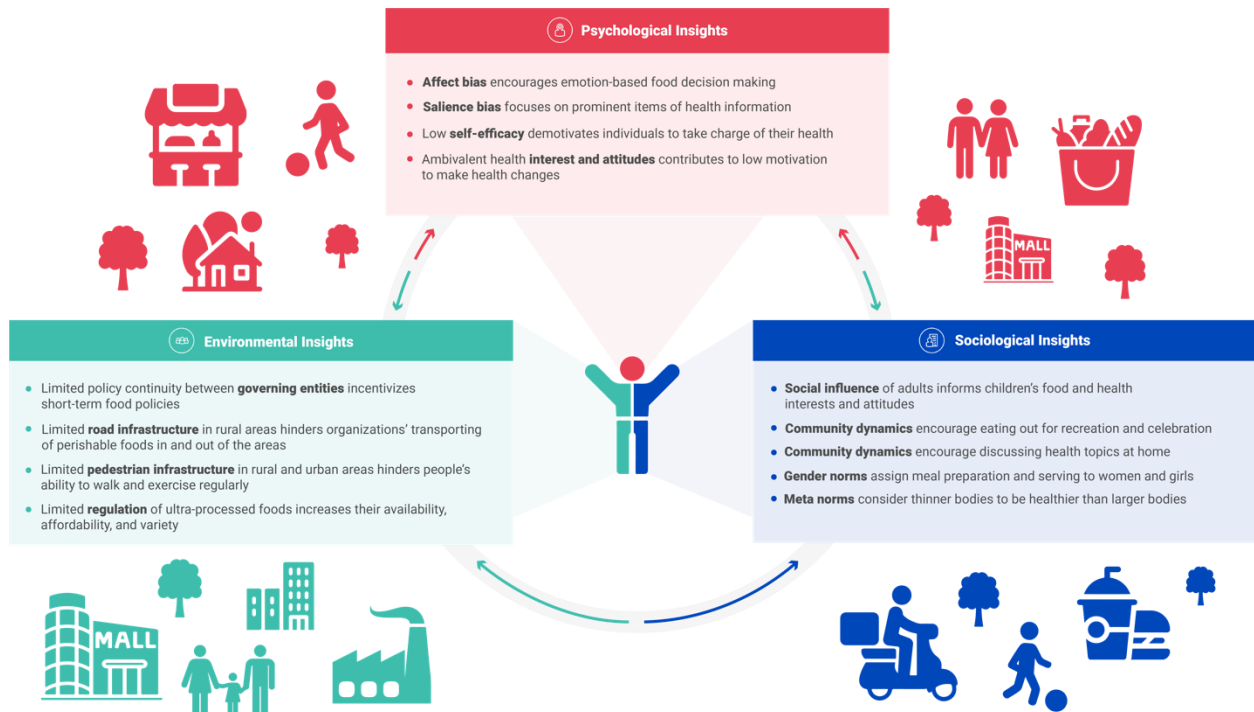 Psychological Insights
Affect bias encourages emotion-based food decision making
Salience bias focuses on prominent items of health information
Low self-efficacy demotivates individuals to take charge of their health
Ambivalent health interest and attitudes contributes to low motivation
to make health changes
MALL
Environmental Insights
Limited policy continuity between governing entities incentivizes
short-term food policies
Limited road infrastructure in rural areas hinders organizations’ transporting
of perishable foods in and out of the areas
Limited pedestrian infrastructure in rural and urban areas hinders people’s
ability to walk and exercise regularly
Limited regulation of ultra-processed foods increases their availability,
affordability, and variety
Sociological Insights
Social influence of adults informs children’s food and health
interests and attitudes
Community dynamics encourage eating out for recreation and celebration
Community dynamics encourage discussing health topics at home
Gender norms assign meal preparation and serving to women and girls
Meta norms consider thinner bodies to be healthier than larger bodies
MALL